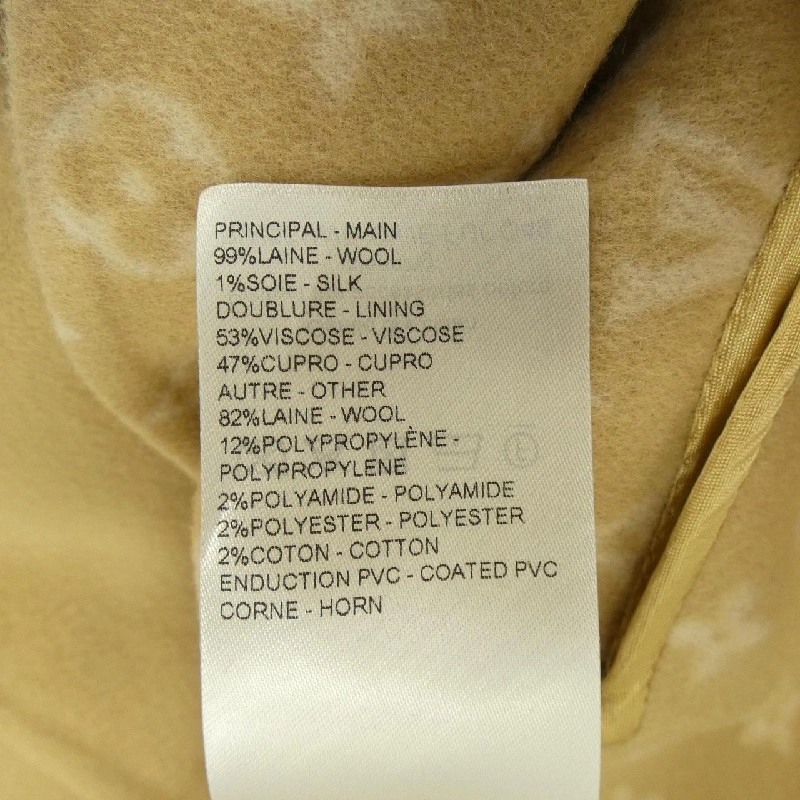 PRINCIPAL - MAIN
99%LAINE - WOOL
1%SOIE - SILK
DOUBLURE - LINING
53%VISCOSE - VISCOSE
47%CUPRO - CUPRO
AUTRE - OTHER
82%LAINE - WOOL
12%POLYPROPYLÈNE -
POLYPROPYLENE
2%POLYAMIDE - POLYAMIDE
2%POLYESTER - POLYESTER
2%COTON - COTTON
ENDUCTION PVC - COATED PVC
CORNE - HORN